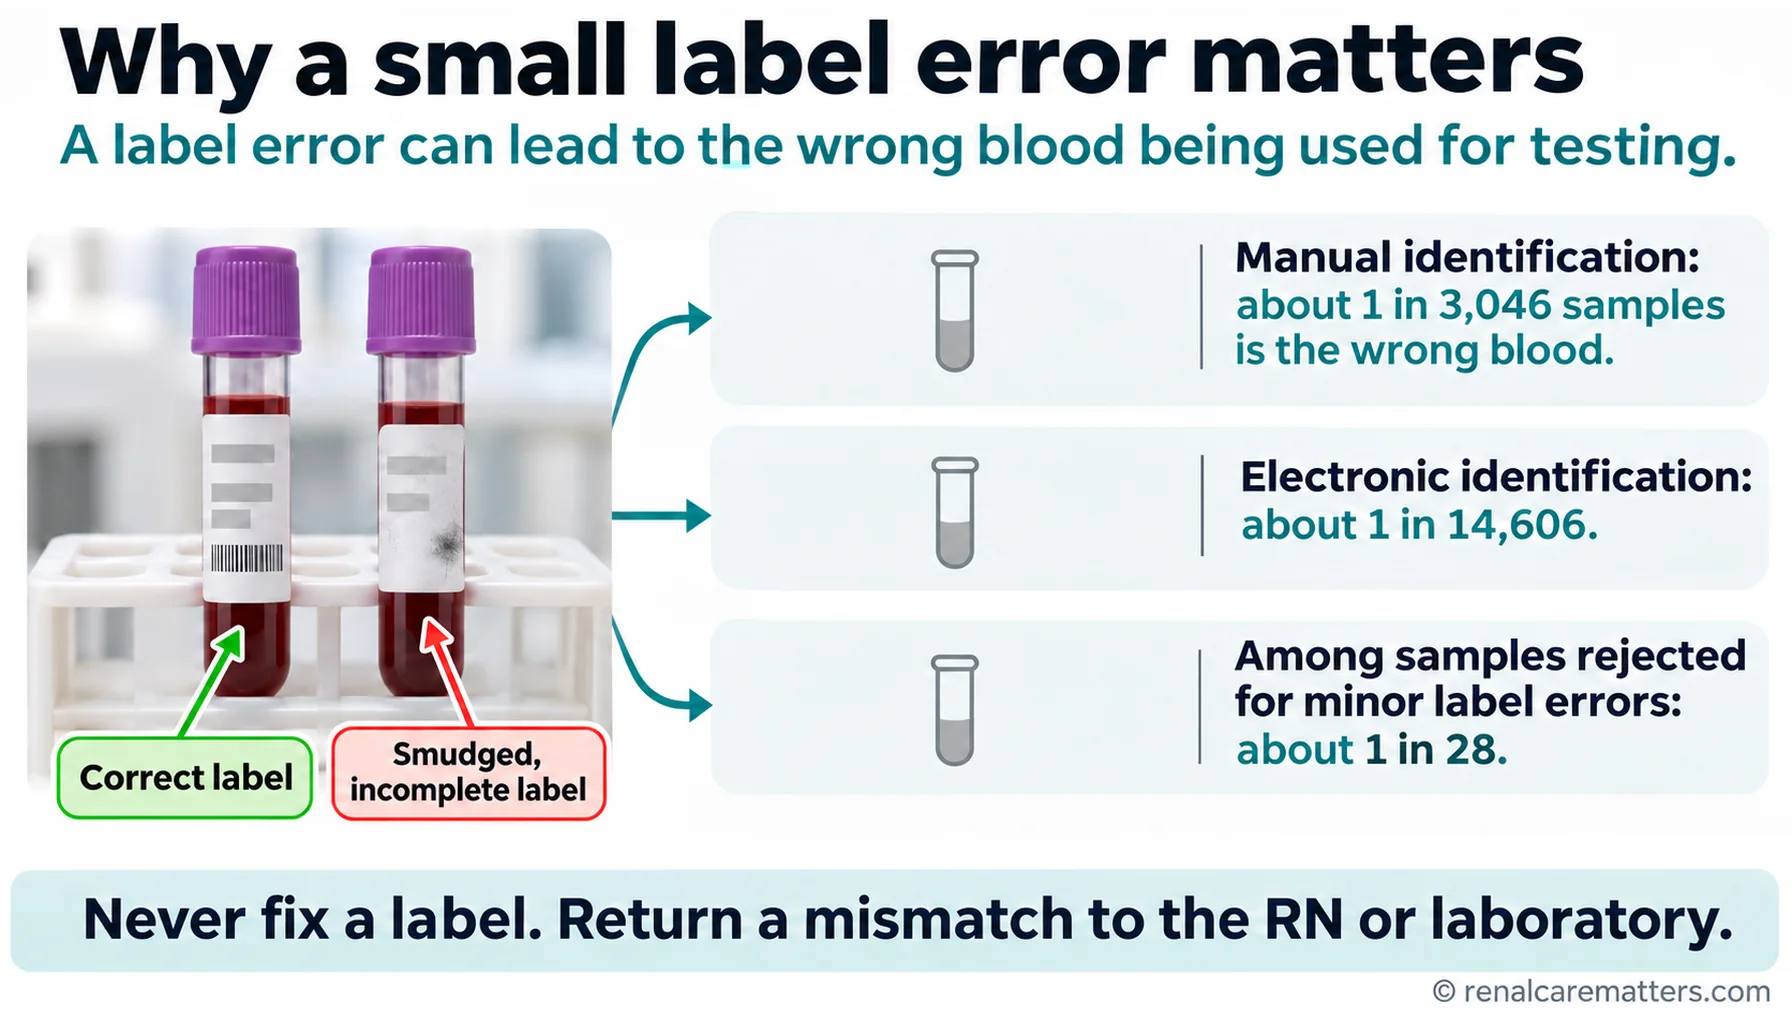 Why a small label error matters
A label error can lead to the wrong blood being used for testing.
Manual identification:
about 1 in 3,046 samples
is the wrong blood.
Electronic identification:
about 1 in 14,606.
Among samples rejected
for minor label errors:
about 1 in 28.
Correct label
Smudged,
incomplete label
Never fix a label. Return a mismatch to the RN or laboratory.
© renalcarematters.com